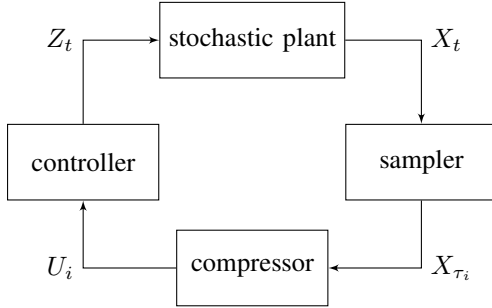 Z_t
stochastic plant
X_t
controller
sampler
U_i
compressor
X_{τ_i}